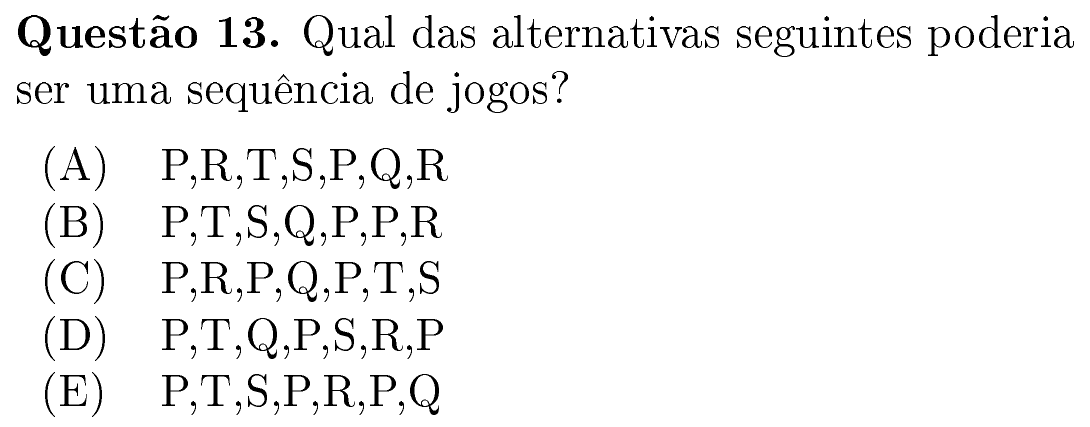 Questão 13. Qual das alternativas seguintes poderia
ser uma sequência de jogos?
(A) P,R,T,S,P,Q,R
(B) P,T,S,Q,P,P,R
(C) P,R,P,Q,P,T,S
(D) P,T,Q,P,S,R,P
(E) P,T,S,P,R,P,Q